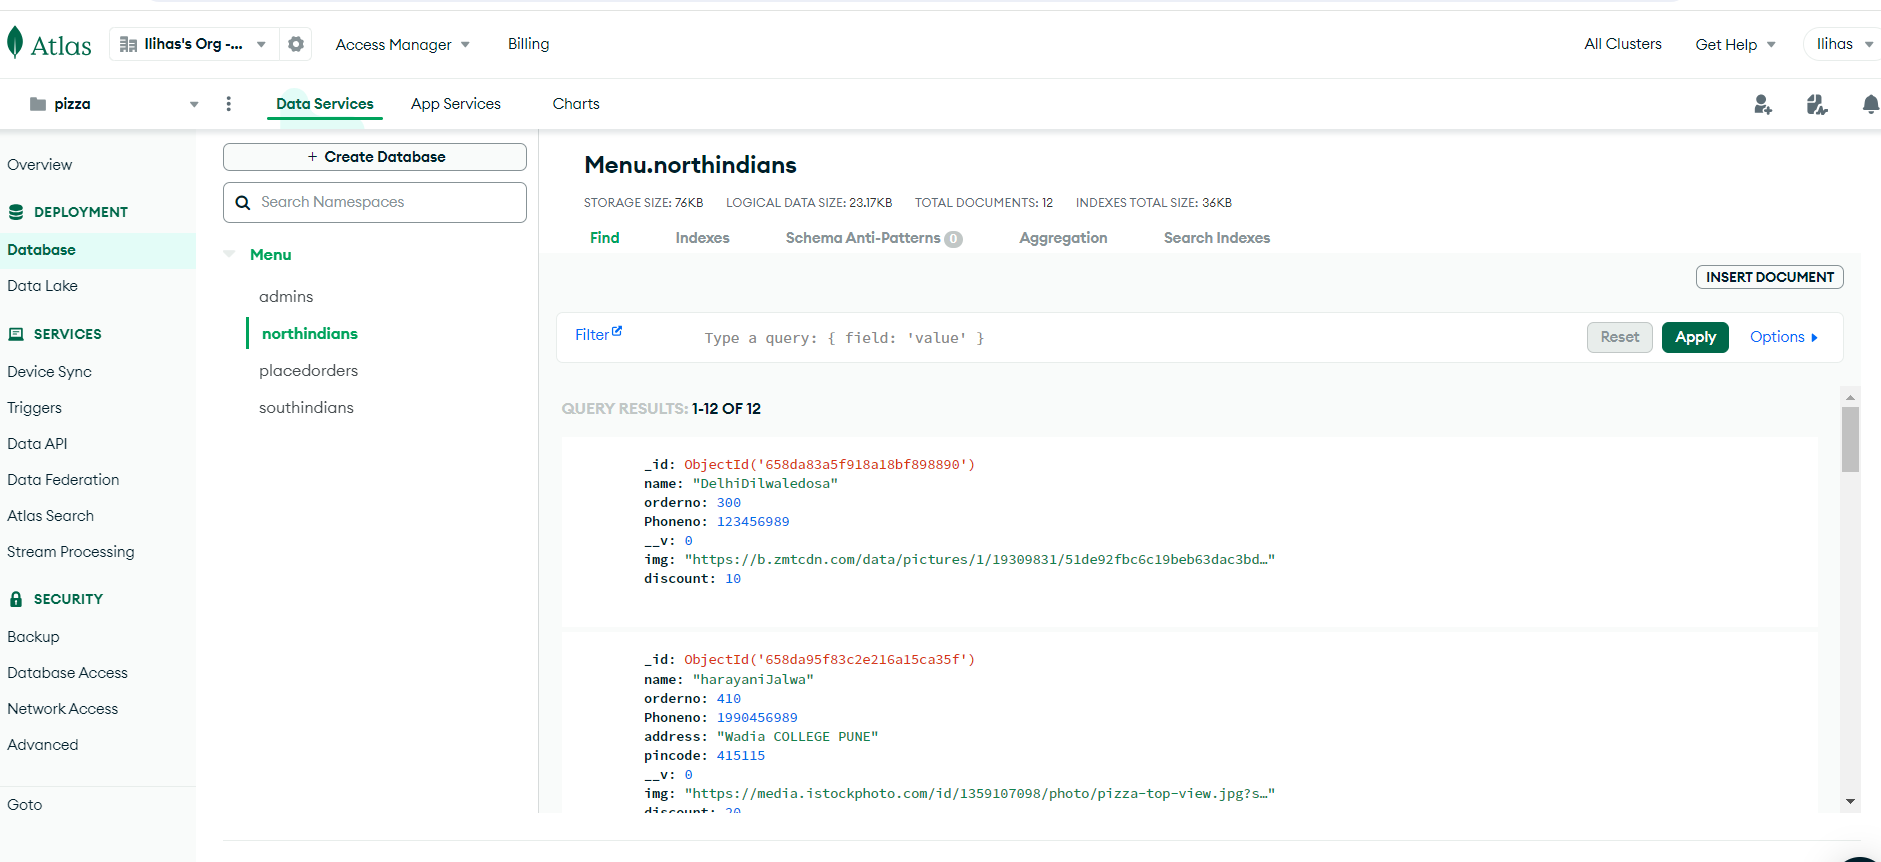 Atlas
Ilihas's Org -...
Access Manager
Billing
All Clusters
Get Help
Ilihas
pizza
Data Services
App Services
Charts
Overview
DEPLOYMENT
Database
Data Lake
SERVICES
Device Sync
Triggers
Data API
Data Federation
Atlas Search
Stream Processing
SECURITY
Backup
Database Access
Network Access
Advanced
Goto
+ Create Database
Search Namespaces
Menu
admins
northindians
placedorders
southindians
Menu.northindians
STORAGE SIZE: 76KB LOGICAL DATA SIZE: 23.17KB TOTAL DOCUMENTS: 12 INDEXES TOTAL SIZE: 36KB
Find Indexes Schema Anti-Patterns 0 Aggregation Search Indexes
INSERT DOCUMENT
Filter Type a query: { field: 'value' } Reset Apply Options
QUERY RESULTS: 1-12 OF 12
_id: ObjectId('658da83a5f918a18bf898890')
name: "DelhiDilwaledosa"
orderno: 300
Phoneno: 123456989
__v: 0
img: "https://b.zmtcdn.com/data/pictures/1/19309831/51de92fbc6c19beb63dac3bd…"
discount: 10
_id: ObjectId('658da95f83c2e216a15ca35f')
name: "harayaniJalwa"
orderno: 410
Phoneno: 1990456989
address: "Wadia COLLEGE PUNE"
pincode: 415115
__v: 0
img: "https://media.istockphoto.com/id/1359107098/photo/pizza-top-view.jpg?s…"
discount: 20